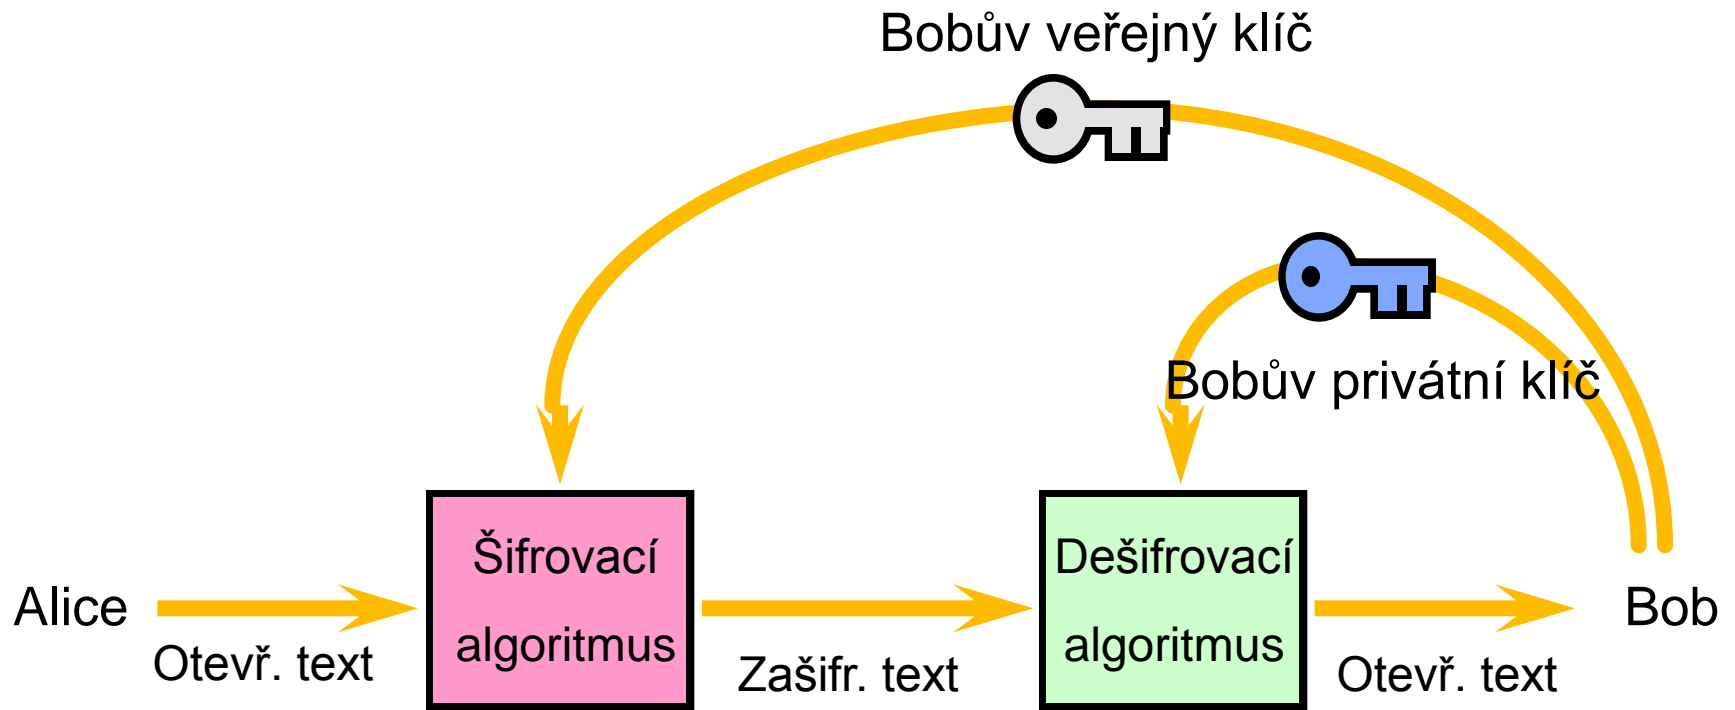 Bobův veřejný klíč
Bobův privátní klíč
Šifrovací
algoritmus
Dešifrovací
algoritmus
Alice
Bob
Otevř. text
Zašifr. text
Otevř. text